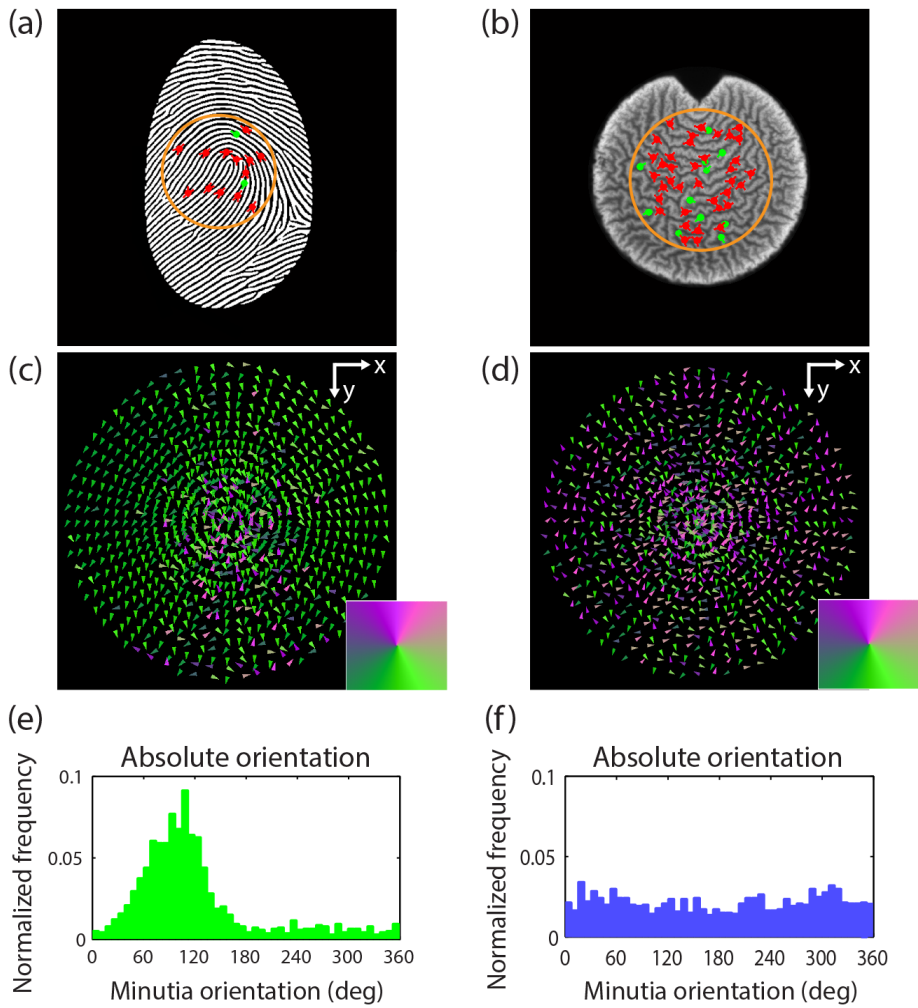 (a)
(b)
(c)
x
y
(d)
x
y
(e)
Absolute orientation
Normalized frequency
0.1
0.05
0
0 60 120 180 240 300 360
Minutia orientation (deg)
(f)
Absolute orientation
Normalized frequency
0.1
0.05
0
0 60 120 180 240 300 360
Minutia orientation (deg)